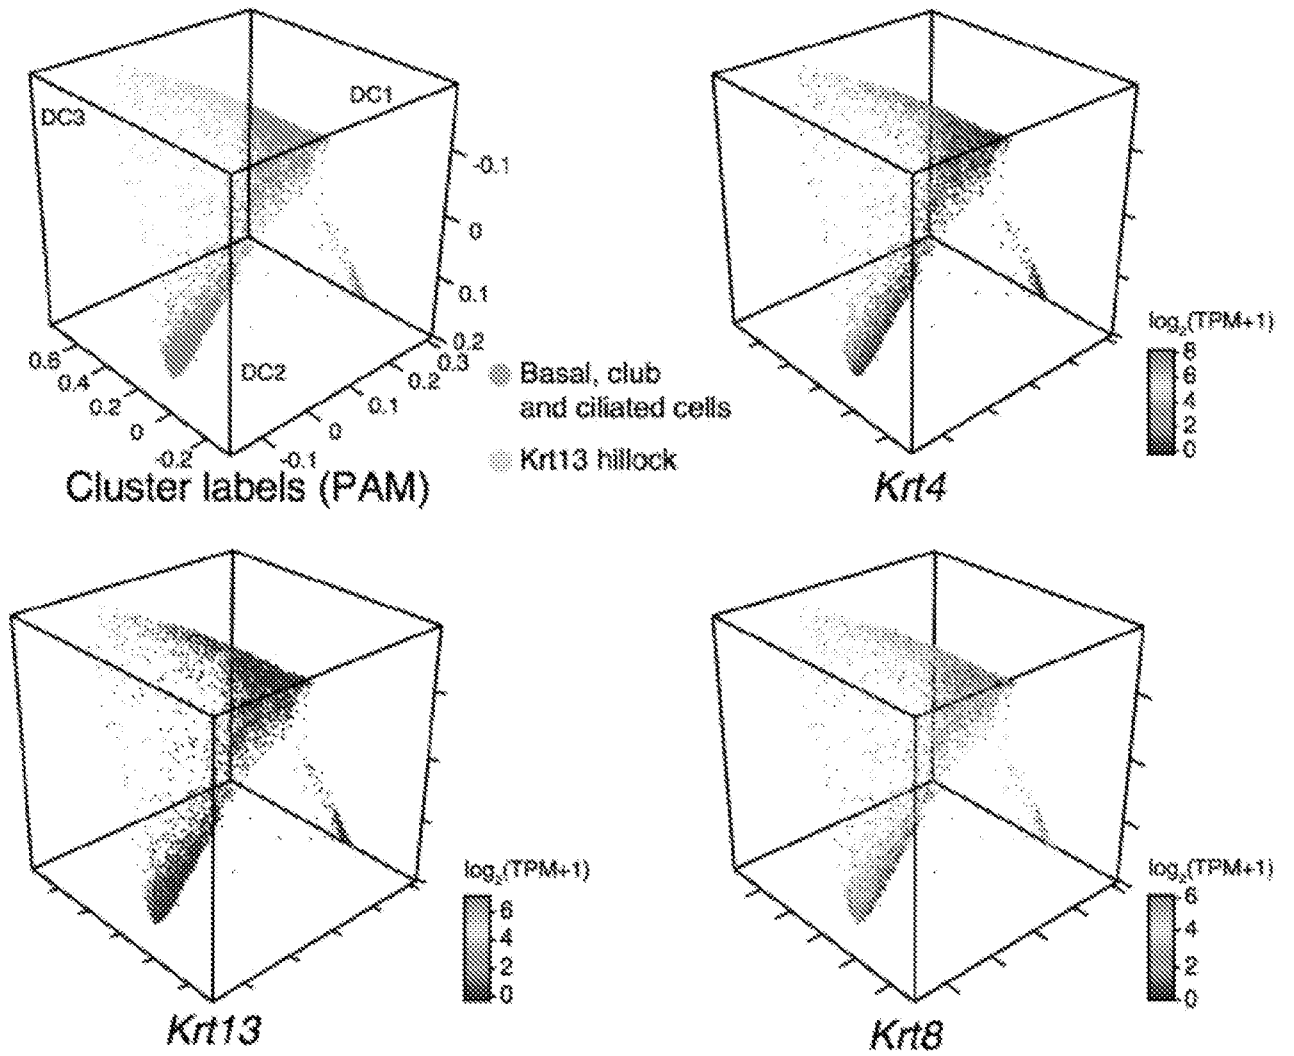 DC1
DC3
-0.1
0
0.1
0.2
0.3
0.2
0.1
0
-0.1
0.6
0.4
0.2
0
-0.2
DC2
Basal, club
and ciliated cells
Krt13 hillock
Cluster labels (PAM)
log₂(TPM+1)
8
6
4
2
0
Krt4
log₂(TPM+1)
6
4
2
0
Krt13
log₂(TPM+1)
6
4
2
0
Krt8